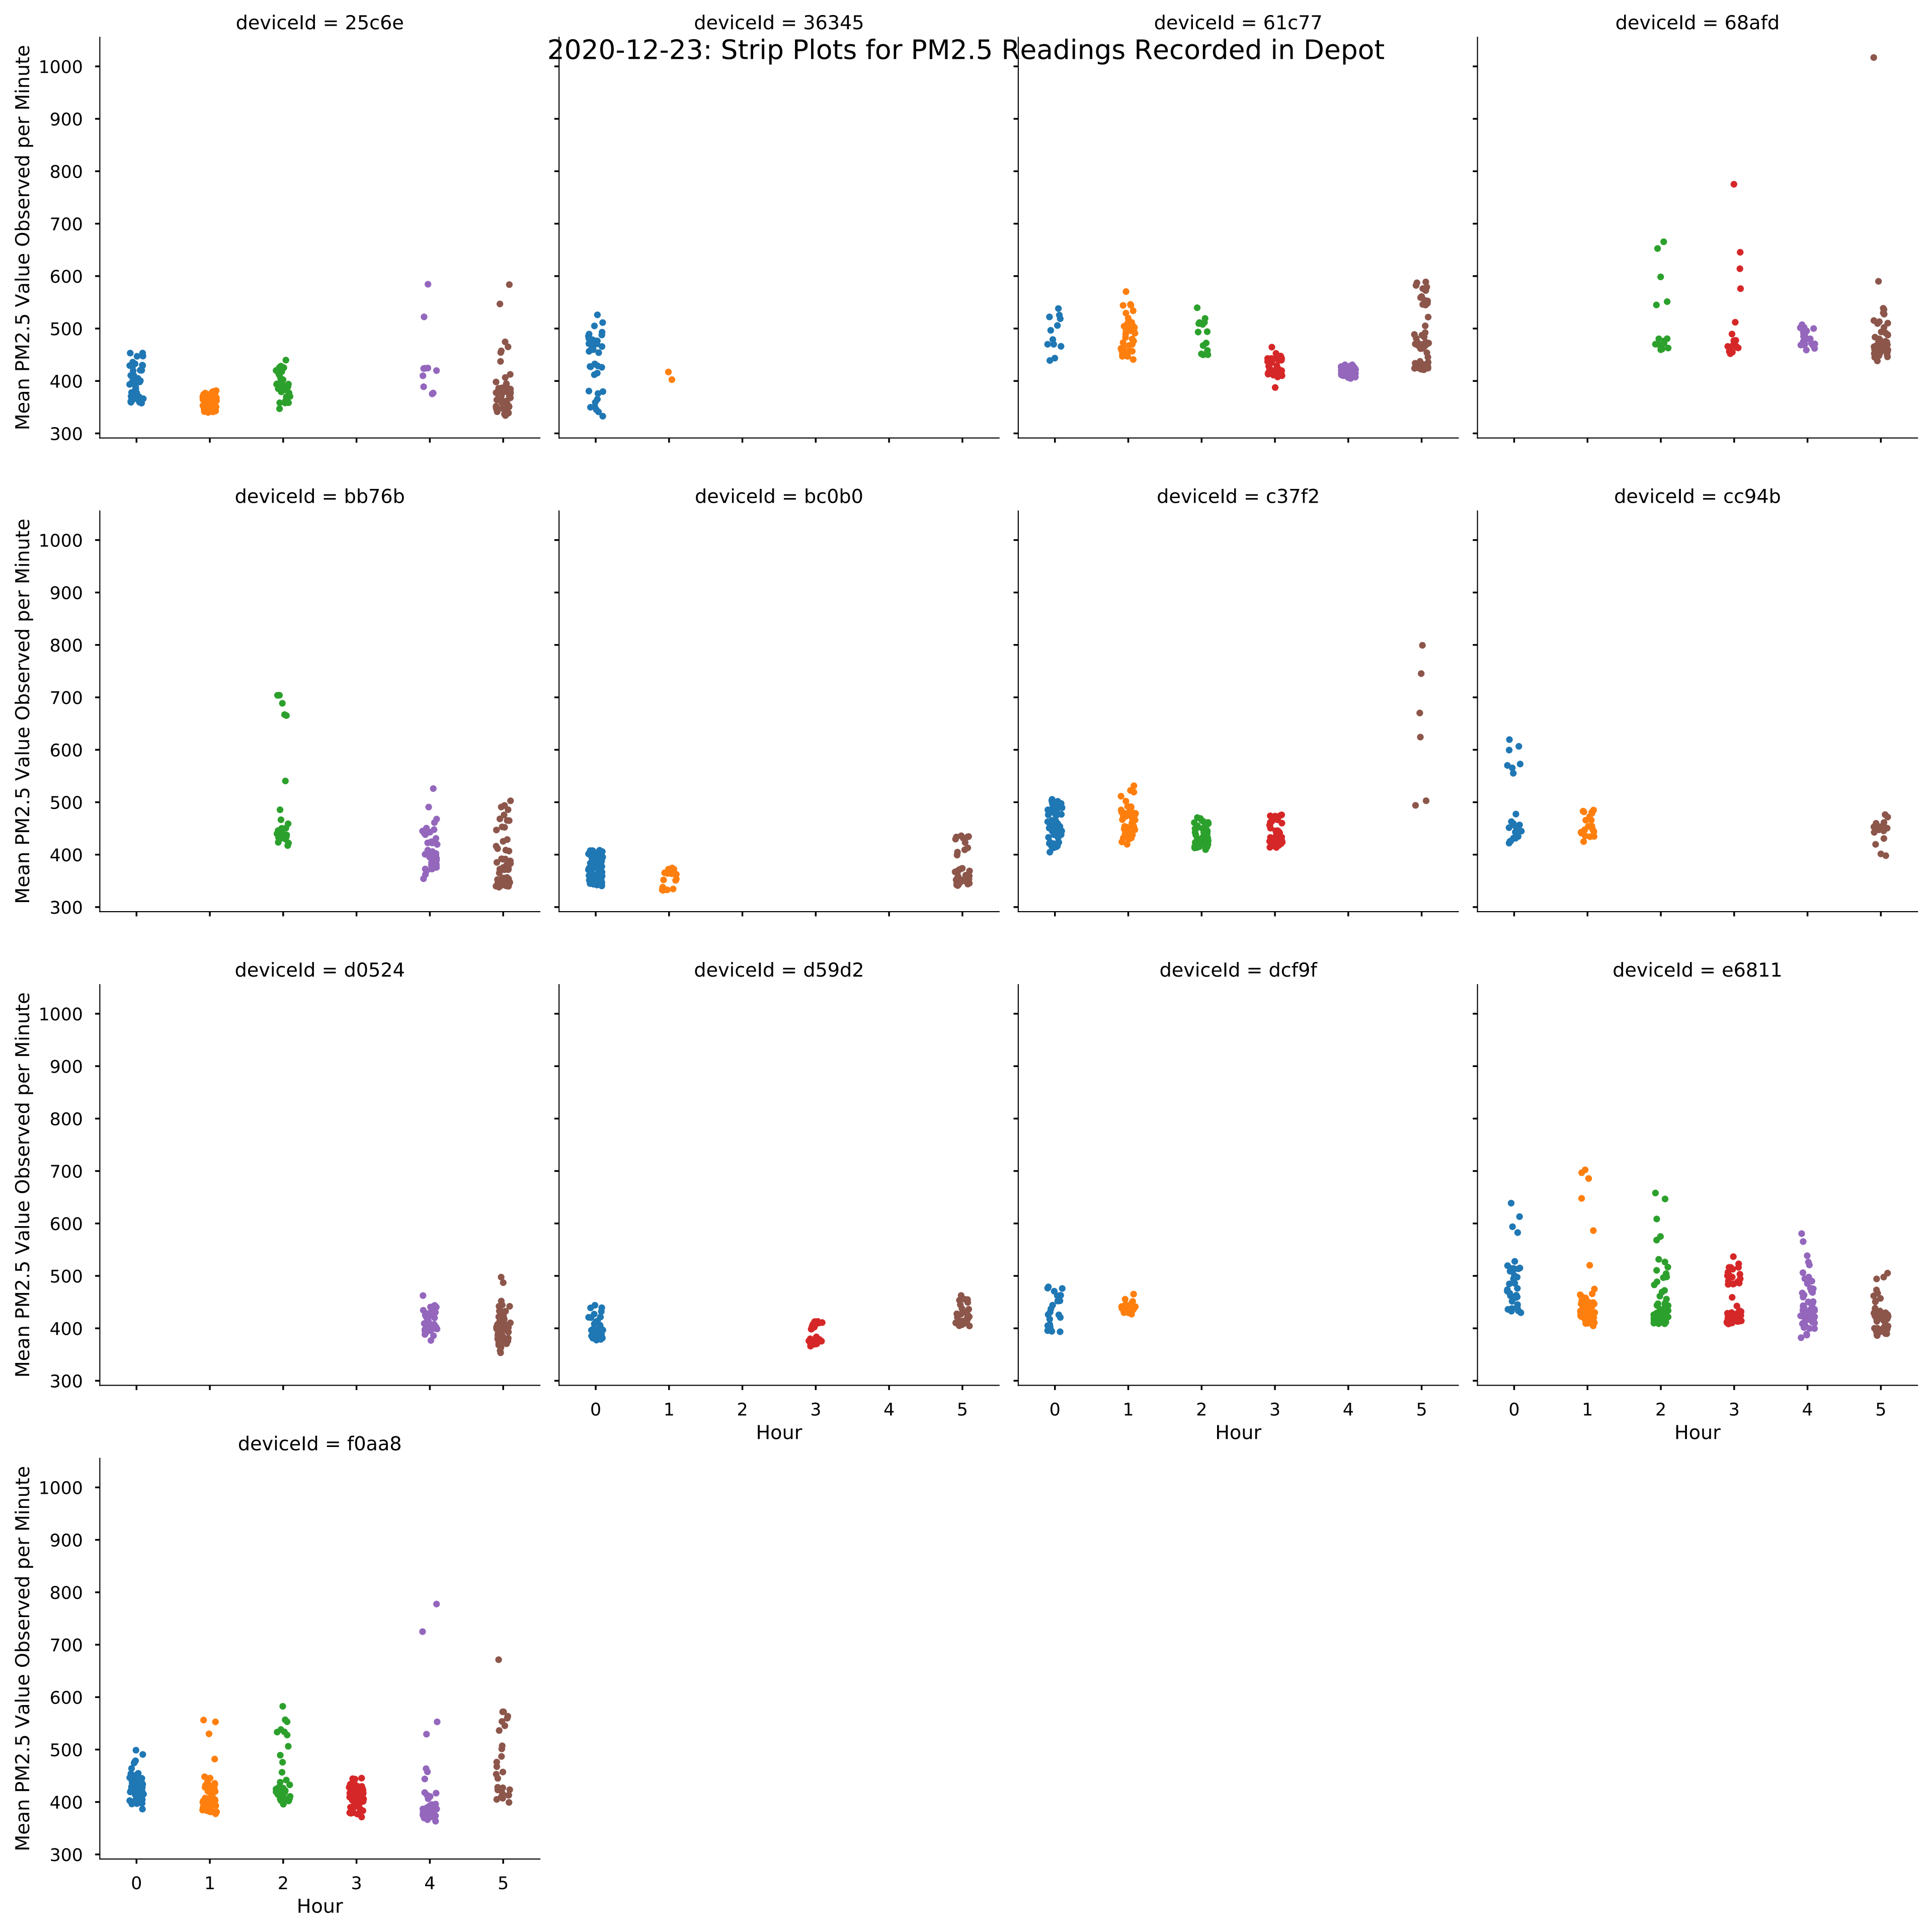 deviceId = 25c6e
deviceId = 36345
deviceId = 61c77
deviceId = 68afd
2020-12-23: Strip Plots for PM2.5 Readings Recorded in Depot
Mean PM2.5 Value Observed per Minute
1000
900
800
700
600
500
400
300
deviceId = bb76b
deviceId = bc0b0
deviceId = c37f2
deviceId = cc94b
Mean PM2.5 Value Observed per Minute
1000
900
800
700
600
500
400
300
deviceId = d0524
deviceId = d59d2
deviceId = dcf9f
deviceId = e6811
Mean PM2.5 Value Observed per Minute
1000
900
800
700
600
500
400
300
0 1 2 3 4 5
Hour
0 1 2 3 4 5
Hour
0 1 2 3 4 5
Hour
deviceId = f0aa8
Mean PM2.5 Value Observed per Minute
1000
900
800
700
600
500
400
300
0 1 2 3 4 5
Hour